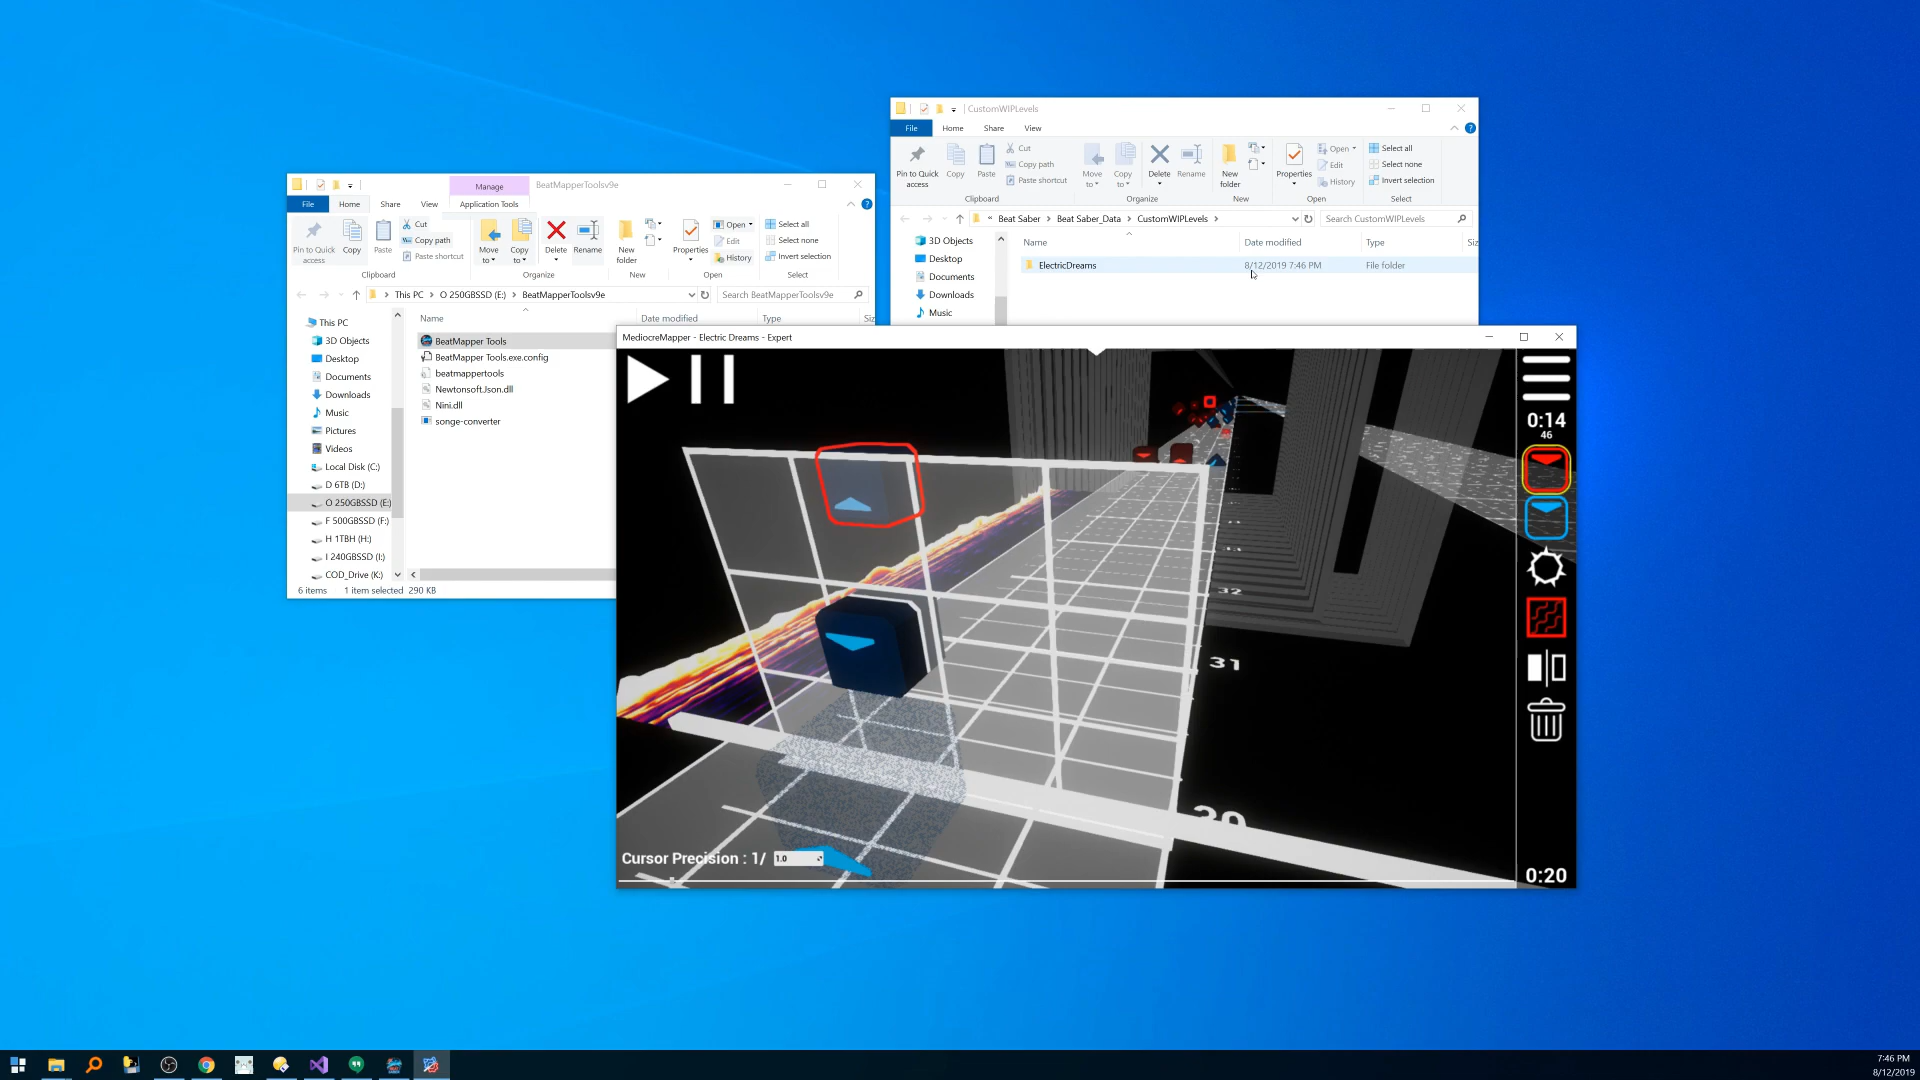 CustomWIPLevels
File Home Share View
Pin to Quick access
Copy
Paste
Cut
Copy path
Paste shortcut
Move to
Copy to
Delete
Rename
New folder
Properties
Open
Edit
History
Select all
Select none
Invert selection
Clipboard Organize New Open Select
« Beat Saber Beat Saber_Data CustomWIPLevels
Search CustomWIPLevels
3D Objects
Desktop
Documents
Downloads
Music
Name Date modified Type Siz
ElectricDreams 8/12/2019 7:46 PM File folder
Manage BeatMapperToolsv9e
File Home Share View Application Tools
Pin to Quick access
Copy
Paste
Cut
Copy path
Paste shortcut
Move to
Copy to
Delete
Rename
New folder
Properties
Open
Edit
History
Select all
Select none
Invert selection
Clipboard Organize New Open Select
This PC O 250GBSSD (E:) BeatMapperToolsv9e
Search BeatMapperToolsv9e
This PC
3D Objects
Desktop
Documents
Downloads
Music
Pictures
Videos
Local Disk (C:)
D 6TB (D:)
O 250GBSSD (E:)
F 500GBSSD (F:)
H 1TBH (H:)
I 240GBSSD (I:)
COD_Drive (K:)
Name Date modified Type Siz
BeatMapper Tools
BeatMapper Tools.exe.config
beatmappertools
Newtonsoft.Json.dll
Nini.dll
songe-converter
6 items 1 item selected 290 KB
MediocreMapper - Electric Dreams - Expert
0:14
46
32
31
30
Cursor Precision : 1/ 1.0
0:20
7:46 PM
8/12/2019